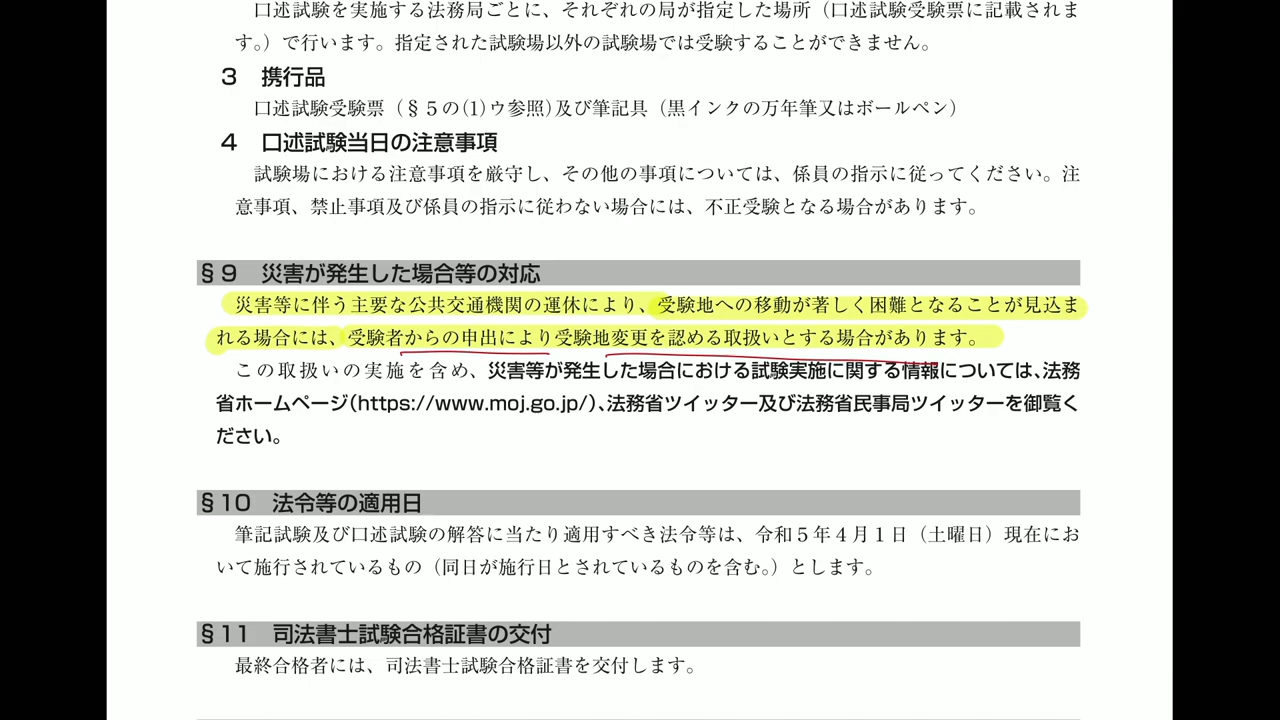 口述試験を実施する法務局ごとに、それぞれの局が指定した場所（口述試験受験票に記載されま
す。）で行います。指定された試験場以外の試験場では受験することができません。
３　携行品
口述試験受験票（§５の(1)ウ参照）及び筆記具（黒インクの万年筆又はボールペン）
４　口述試験当日の注意事項
試験場における注意事項を厳守し、その他の事項については、係員の指示に従ってください。注
意事項、禁止事項及び係員の指示に従わない場合には、不正受験となる場合があります。
§９　災害が発生した場合等の対応
災害等に伴う主要な公共交通機関の運休により、受験地への移動が著しく困難となることが見込ま
れる場合には、受験者からの申出により受験地変更を認める取扱いとする場合があります。
この取扱いの実施を含め、災害等が発生した場合における試験実施に関する情報については、法務
省ホームページ(https://www.moj.go.jp/)、法務省ツイッター及び法務省民事局ツイッターを御覧く
ださい。
§10　法令等の適用日
筆記試験及び口述試験の解答に当たり適用すべき法令等は、令和５年４月１日（土曜日）現在にお
いて施行されているもの（同日が施行日とされているものを含む。）とします。
§11　司法書士試験合格証書の交付
最終合格者には、司法書士試験合格証書を交付します。